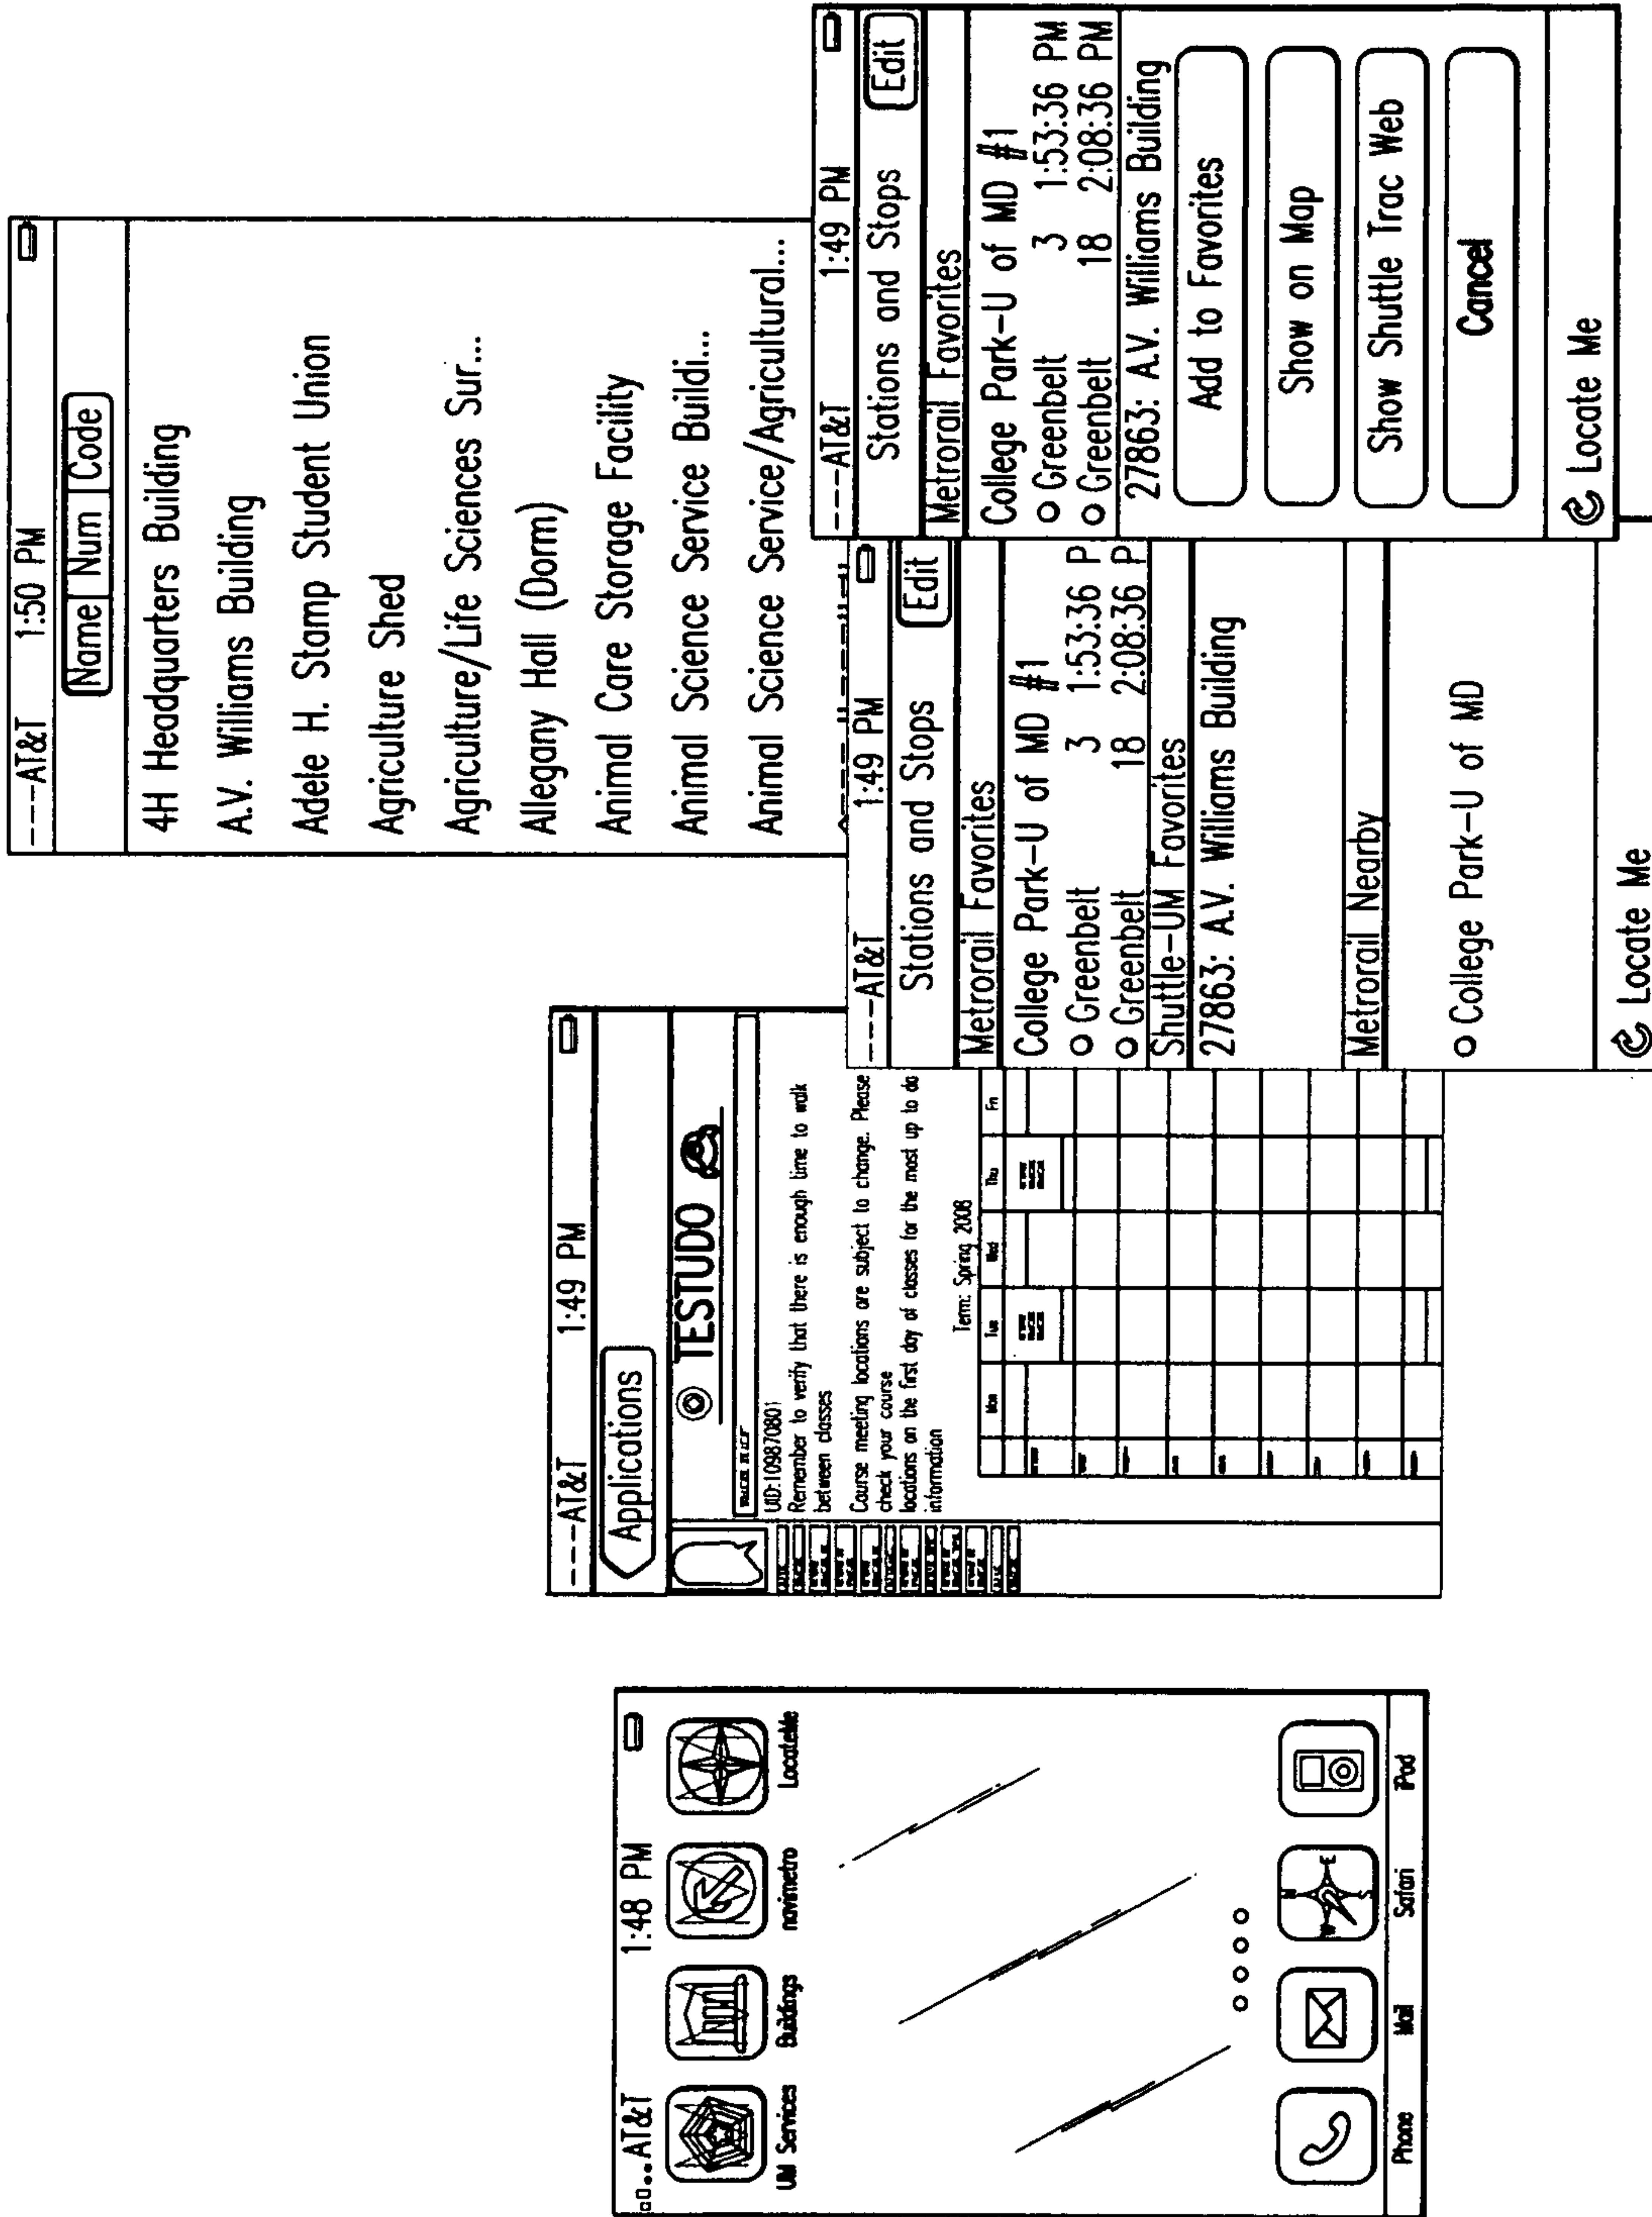 AT&T 1:48 PM
UM Services Buildings navimetro LocateMe
Phone Mail Safari iPod
---AT&T 1:49 PM
Applications
TESTUDO
UID:109870801
Remember to verify that there is enough time to walk
between classes
Course meeting locations are subject to change. Please
check your course
locations on the first day of classes for the most up to do
information
Term: Spring 2008
Mon Tue Wed Thu Fri
---AT&T 1:50 PM
Name Num Code
4H Headquarters Building
A.V. Williams Building
Adele H. Stamp Student Union
Agriculture Shed
Agriculture/Life Sciences Sur...
Allegany Hall (Dorm)
Animal Care Storage Facility
Animal Science Service Buildi...
Animal Science Service/Agricultural...
---AT&T 1:49 PM
Stations and Stops Edit
Metrorail Favorites
College Park-U of MD #1
Greenbelt 3 1:53:36 P
Greenbelt 18 2:08:36 P
Shuttle-UM Favorites
27863: A.V. Williams Building
Metrorail Nearby
College Park-U of MD
Locate Me
---AT&T 1:49 PM
Stations and Stops Edit
Metrorail Favorites
College Park-U of MD #1
Greenbelt 3 1:53:36 PM
Greenbelt 18 2:08:36 PM
27863: A.V. Williams Building
Add to Favorites
Show on Map
Show Shuttle Trac Web
Cancel
Locate Me